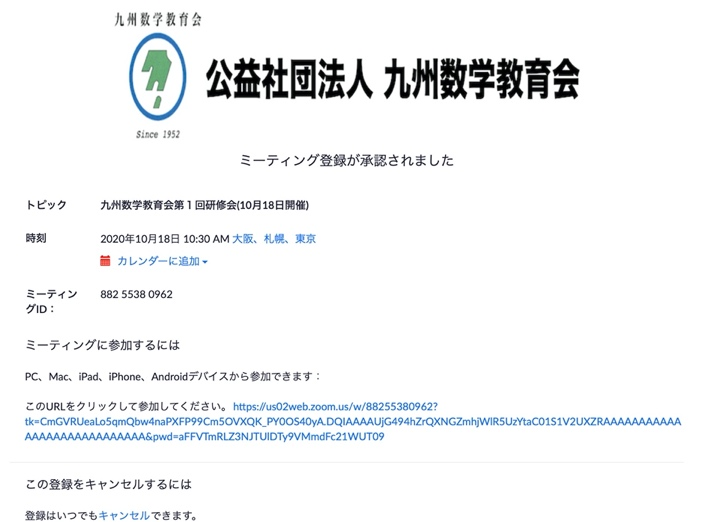 九州数学教育会
公益社団法人 九州数学教育会
Since 1952
ミーティング登録が承認されました
トピック 九州数学教育会第１回研修会(10月18日開催)
時刻 2020年10月18日 10:30 AM 大阪、札幌、東京
カレンダーに追加
ミーティングID： 882 5538 0962
ミーティングに参加するには
PC、Mac、iPad、iPhone、Androidデバイスから参加できます：
このURLをクリックして参加してください。 https://us02web.zoom.us/w/88255380962?
tk=CmGVRUeaLo5qmQbw4naPXFP99Cm5OVXQK_PY0OS40yA.DQIAAAAUjG494hZrQXNGZmhjWlR5UzYtaC01S1V2UXZRAAAAAAAAAAA
AAAAAAAAAAAAAAAAA&pwd=aFFVTmRLZ3NJTUlDTy9VMmdFc21WUT09
この登録をキャンセルするには
登録はいつでもキャンセルできます。